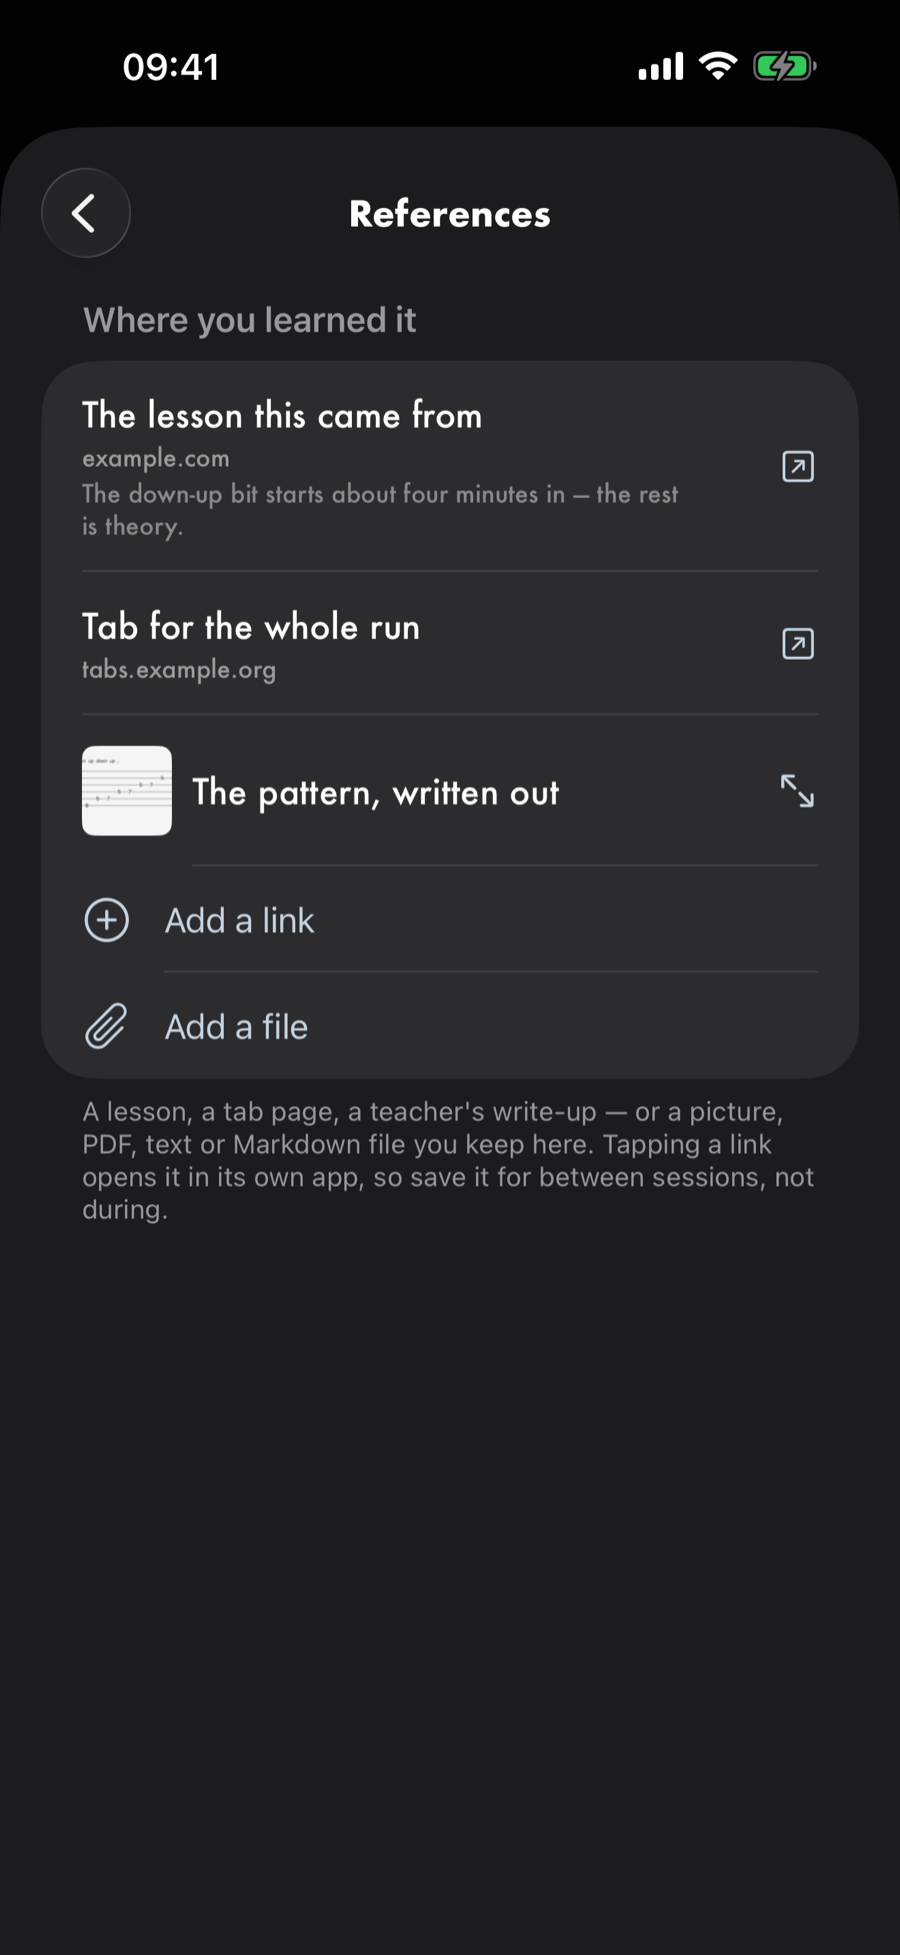 09:41
References
Where you learned it
The lesson this came from
example.com
The down-up bit starts about four minutes in — the rest
is theory.
Tab for the whole run
tabs.example.org
The pattern, written out
Add a link
Add a file
A lesson, a tab page, a teacher's write-up — or a picture,
PDF, text or Markdown file you keep here. Tapping a link
opens it in its own app, so save it for between sessions, not
during.